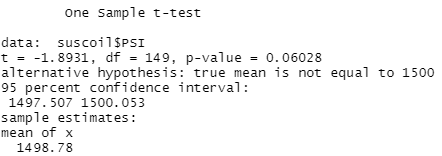 One Sample t-test
data: suscoil$PSI
t = -1.8931, df = 149, p-value = 0.06028
alternative hypothesis: true mean is not equal to 1500
95 percent confidence interval:
1497.507 1500.053
sample estimates:
mean of x
1498.78